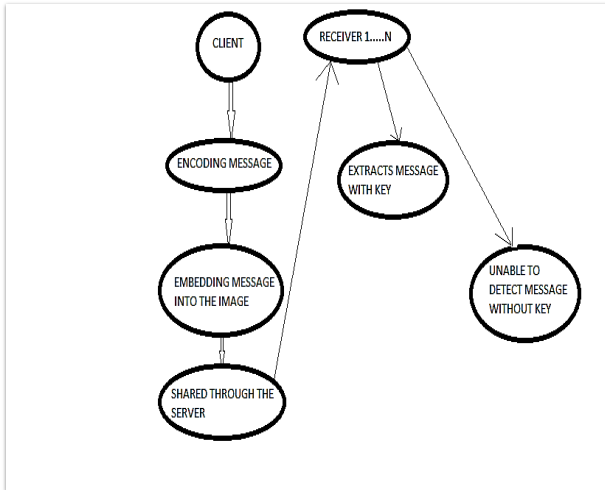 CLIENT
ENCODING MESSAGE
EMBEDDING MESSAGE
INTO THE IMAGE
SHARED THROUGH THE
SERVER
RECEIVER 1.....N
EXTRACTS MESSAGE
WITH KEY
UNABLE TO
DETECT MESSAGE
WITHOUT KEY